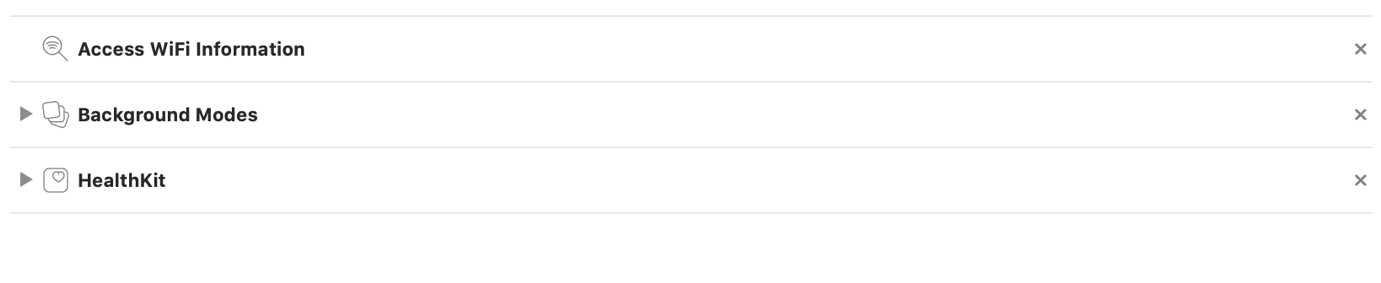 Access WiFi Information
Background Modes
HealthKit